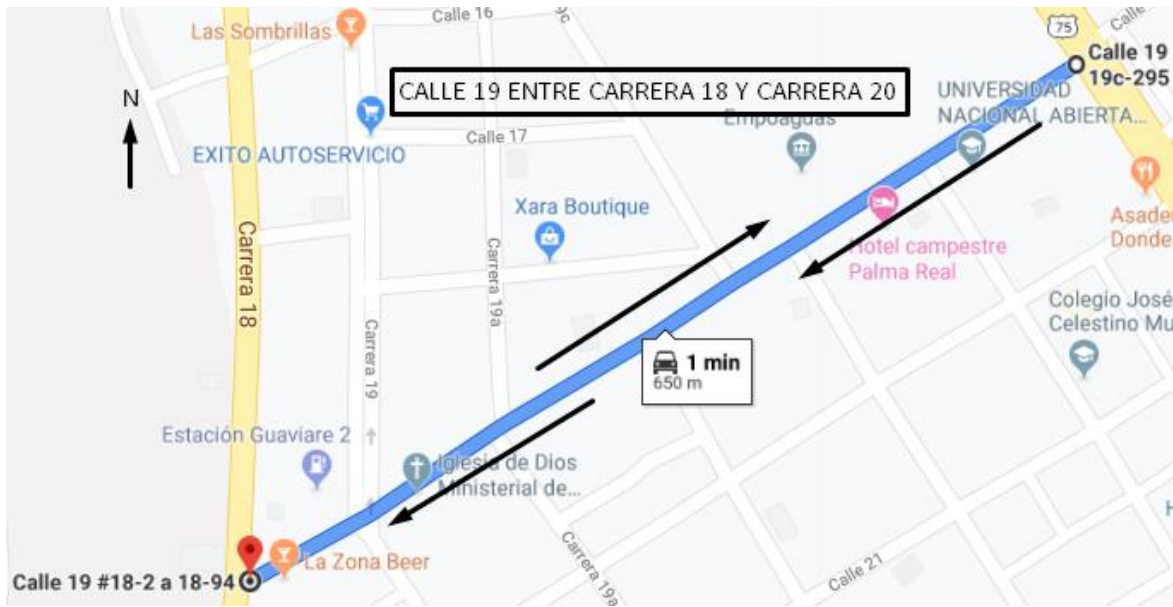 Calle 16
9c
75
Calle
Las Sombrillas
Calle 19
19c-295
N
CALLE 19 ENTRE CARRERA 18 Y CARRERA 20
UNIVERSIDAD
NACIONAL ABIERTA...
Empoaguas
Calle 17
EXITO AUTOSERVICIO
Xara Boutique
Asade
Donde
Hotel campestre
Palma Real
Carrera 18
Carrera 19a
Colegio José
Celestino Mu
Carrera 19
1 min
650 m
Estación Guaviare 2
Iglesia de Dios
Ministerial de...
H
La Zona Beer
Carrera 19a
Calle 21
Calle 19 #18-2 a 18-94